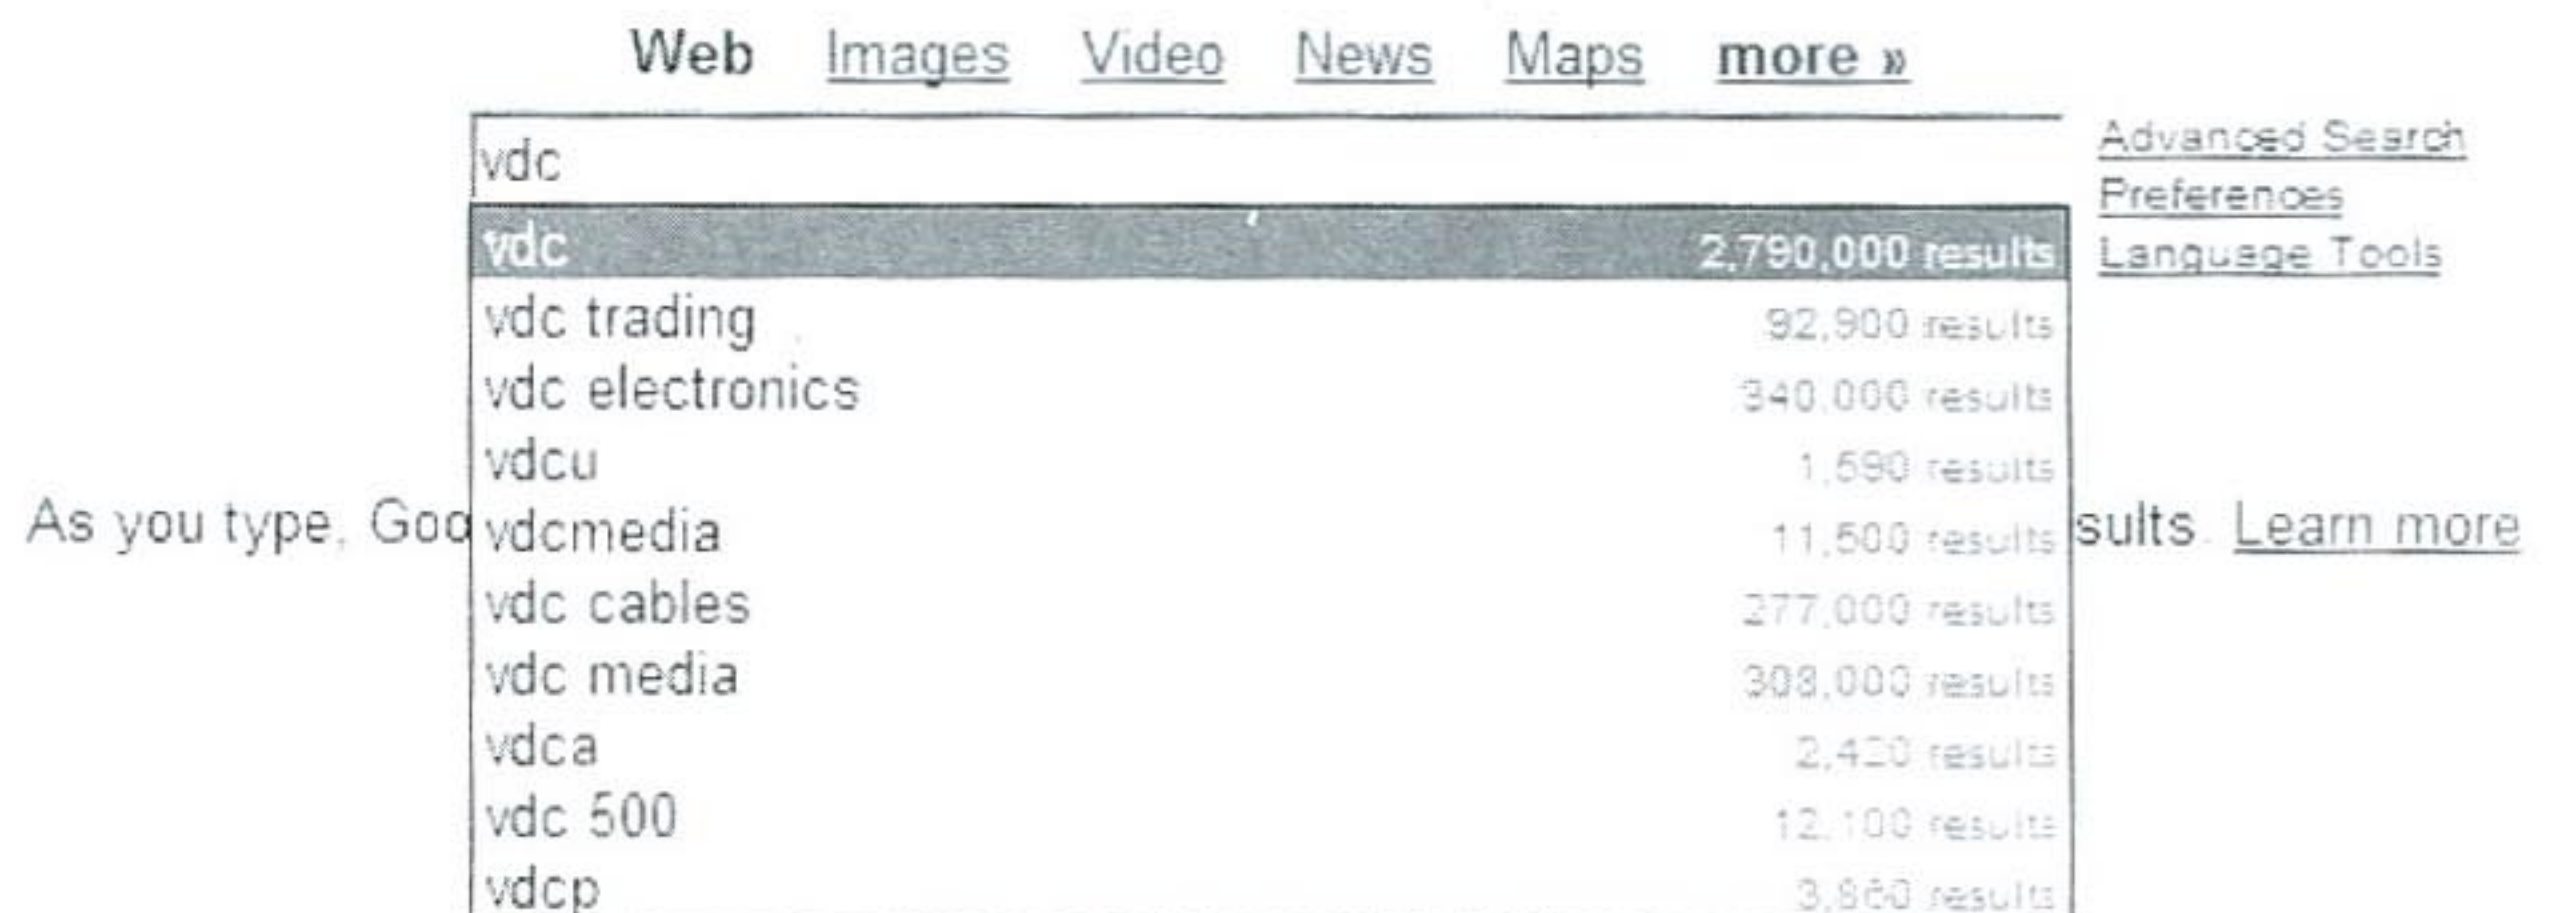 Web Images Video News Maps more »
vdc
Advanced Search
Preferences
Language Tools
vdc 2,790,000 results
vdc trading 92,900 results
vdc electronics 340,000 results
vdcu 1,590 results
As you type, Goo
vdcmedia 11,500 results
sults. Learn more
vdc cables 277,000 results
vdc media 308,000 results
vdca 2,420 results
vdc 500 12,100 results
vdcp 3,860 results